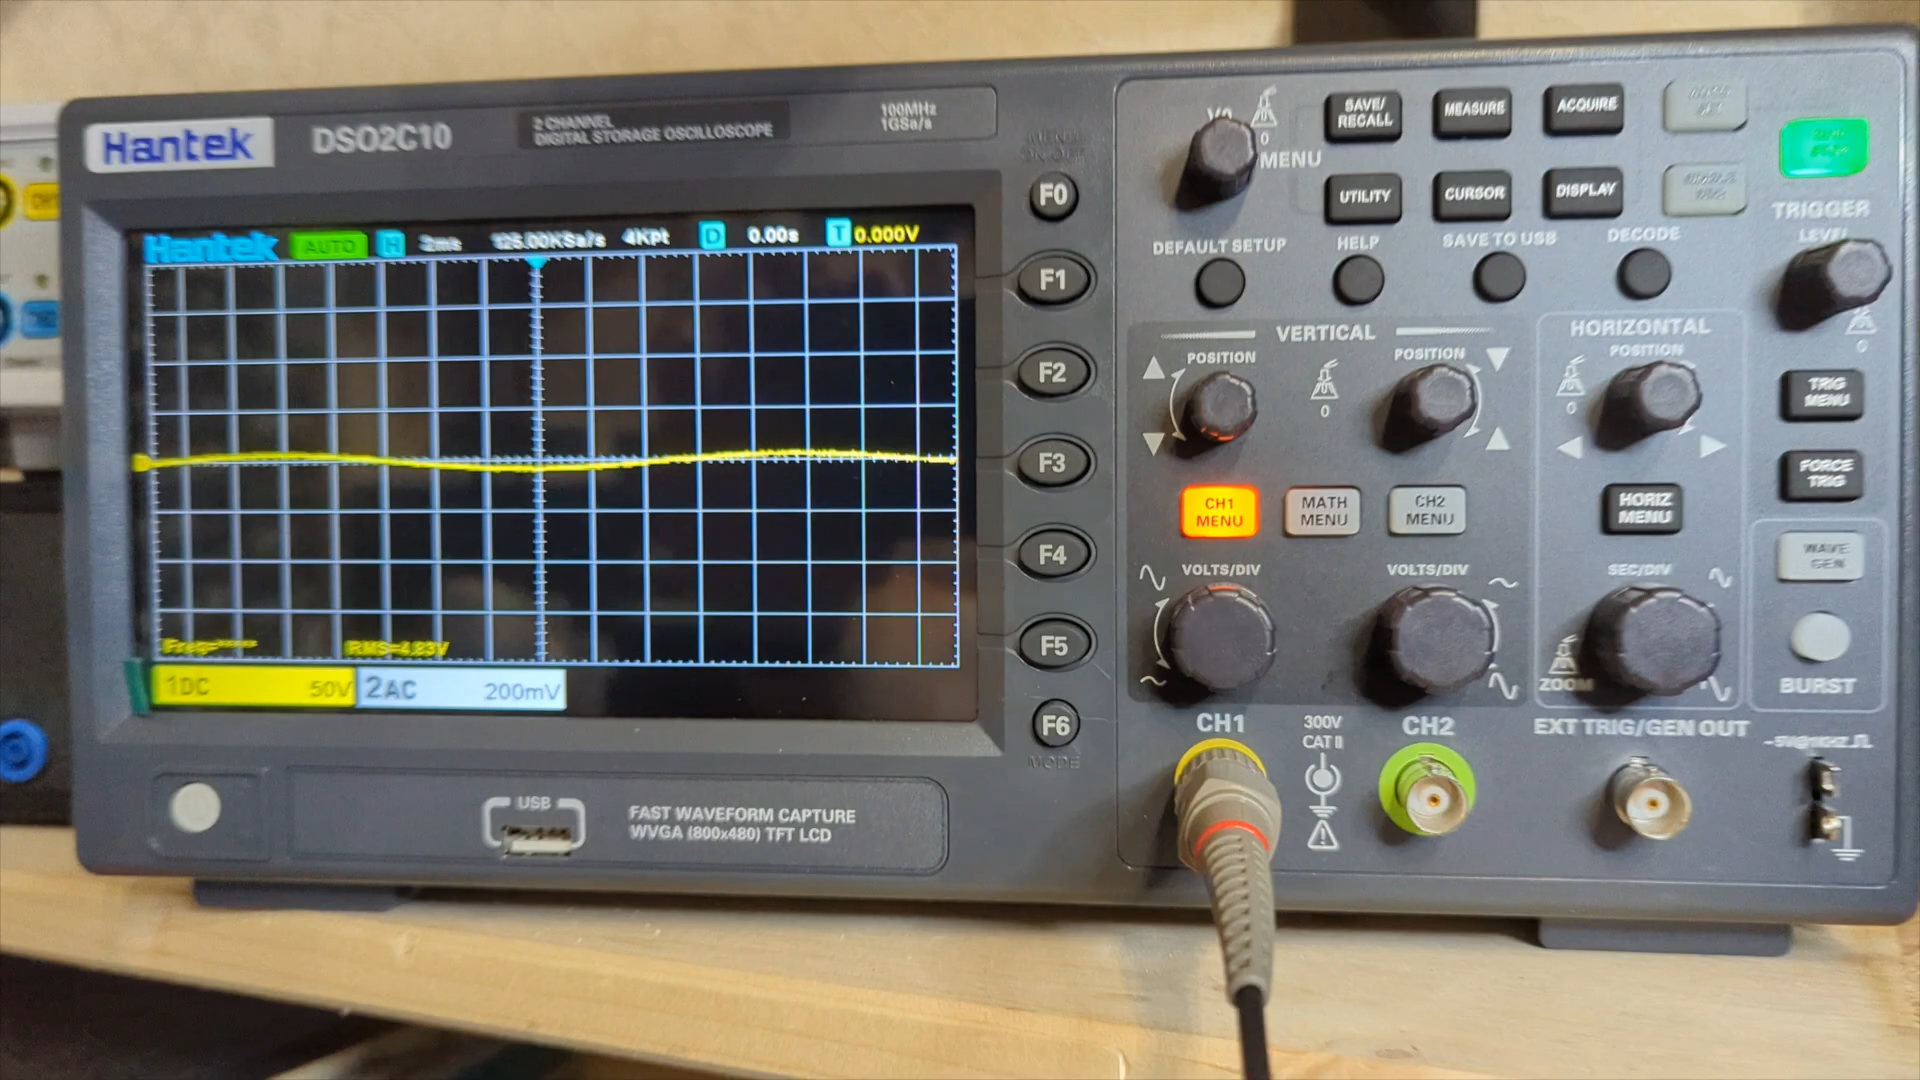 Hantek
DSO2C10
2 CHANNEL
DIGITAL STORAGE OSCILLOSCOPE
100MHz
1GSa/s
Hantek AUTO H 2ms 125.00KSa/s 4Kpt D 0.00s T 0.000V
RMS=4.83V
1DC 50V 2AC 200mV
F0
F1
F2
F3
F4
F5
F6
MODE
V0
0
MENU
SAVE/
RECALL
MEASURE
ACQUIRE
UTILITY
CURSOR
DISPLAY
DEFAULT SETUP
HELP
SAVE TO USB
DECODE
TRIGGER
LEVEL
0
TRIG
MENU
FORCE
TRIG
VERTICAL
POSITION
0
POSITION
CH1
MENU
MATH
MENU
CH2
MENU
VOLTS/DIV
VOLTS/DIV
HORIZONTAL
POSITION
0
HORIZ
MENU
SEC/DIV
ZOOM
WAVE
GEN
BURST
CH1
300V
CAT II
CH2
EXT TRIG/GEN OUT
USB
FAST WAVEFORM CAPTURE
WVGA (800x480) TFT LCD